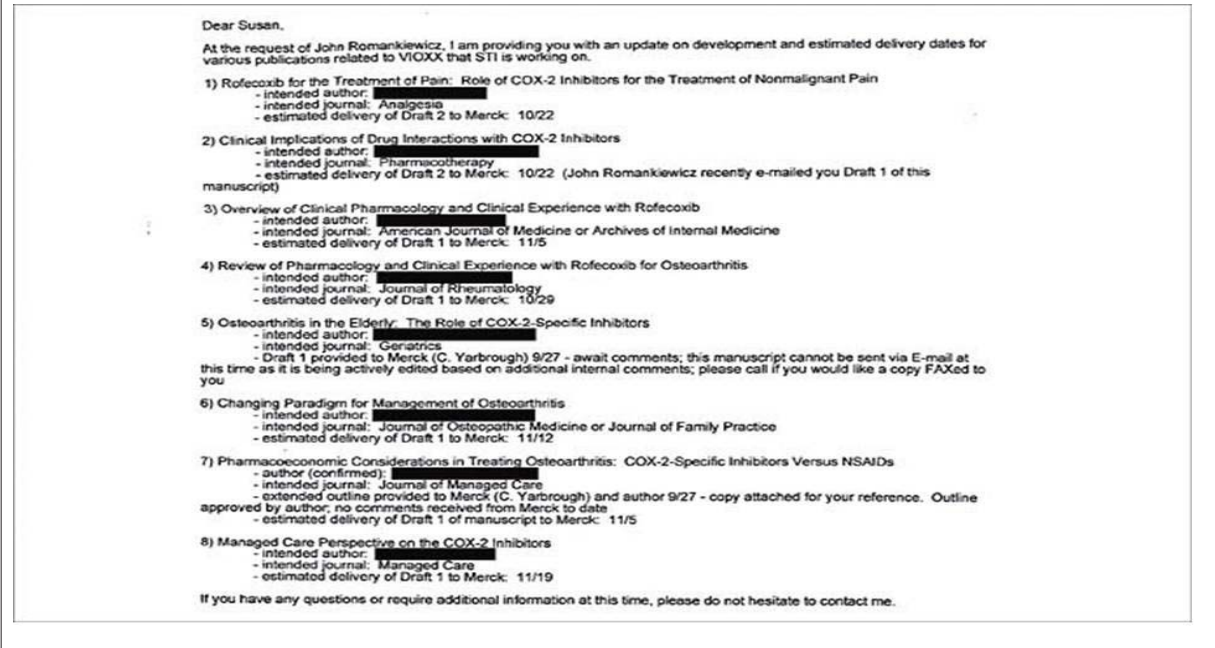 Dear Susan,
At the request of John Romankiewicz, I am providing you with an update on development and estimated delivery dates for
various publications related to VIOXX that STI is working on.
1) Rofecoxib for the Treatment of Pain: Role of COX-2 Inhibitors for the Treatment of Nonmalignant Pain
- intended author:
- intended journal: Analgesia
- estimated delivery of Draft 2 to Merck: 10/22
2) Clinical Implications of Drug Interactions with COX-2 Inhibitors
- intended author:
- intended journal: Pharmacotherapy
- estimated delivery of Draft 2 to Merck: 10/22 (John Romankiewicz recently e-mailed you Draft 1 of this
manuscript)
3) Overview of Clinical Pharmacology and Clinical Experience with Rofecoxib
- intended author:
- intended journal: American Journal of Medicine or Archives of Internal Medicine
- estimated delivery of Draft 1 to Merck: 11/5
4) Review of Pharmacology and Clinical Experience with Rofecoxib for Osteoarthritis
- intended author:
- intended journal: Journal of Rheumatology
- estimated delivery of Draft 1 to Merck: 10/29
5) Osteoarthritis in the Elderly: The Role of COX-2-Specific Inhibitors
- intended author:
- intended journal: Geriatrics
- Draft 1 provided to Merck (C. Yarbrough) 9/27 - await comments; this manuscript cannot be sent via E-mail at
this time as it is being actively edited based on additional internal comments; please call if you would like a copy FAXed to
you
6) Changing Paradigm for Management of Osteoarthritis
- intended author:
- intended journal: Journal of Osteopathic Medicine or Journal of Family Practice
- estimated delivery of Draft 1 to Merck: 11/12
7) Pharmacoeconomic Considerations in Treating Osteoarthritis: COX-2-Specific Inhibitors Versus NSAIDs
- author (confirmed):
- intended journal: Journal of Managed Care
- extended outline provided to Merck (C. Yarbrough) and author 9/27 - copy attached for your reference. Outline
approved by author; no comments received from Merck to date
- estimated delivery of Draft 1 of manuscript to Merck: 11/5
8) Managed Care Perspective on the COX-2 Inhibitors
- intended author:
- intended journal: Managed Care
- estimated delivery of Draft 1 to Merck: 11/19
If you have any questions or require additional information at this time, please do not hesitate to contact me.